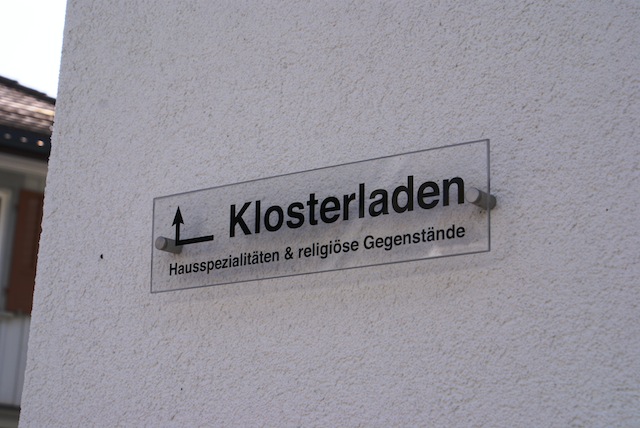 Klosterladen
Hausspezialitäten & religiöse Gegenstände